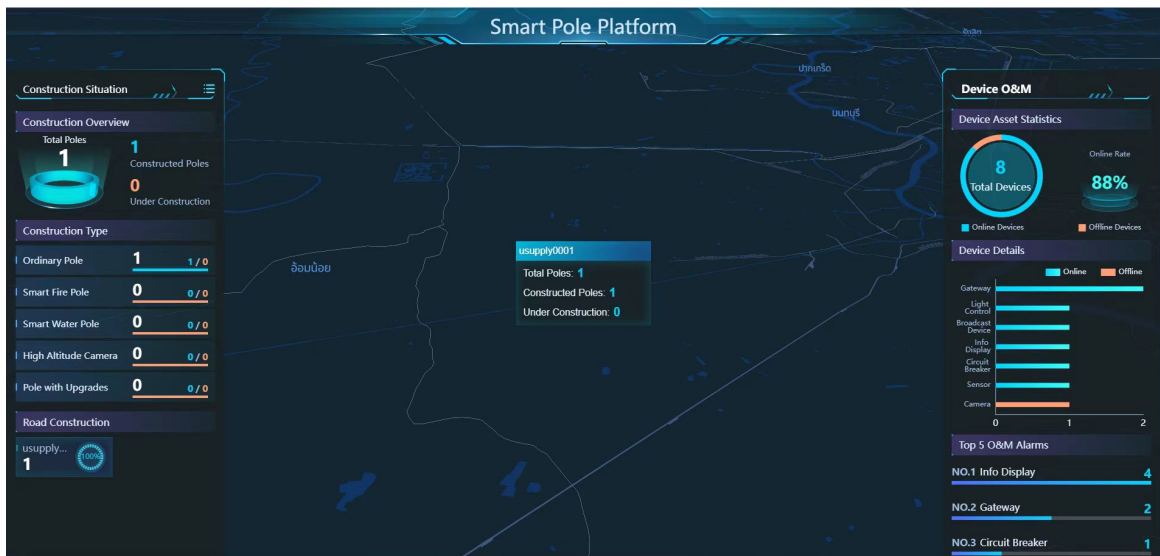 Smart Pole Platform
Construction Situation
Construction Overview
Total Poles
1
1
Constructed Poles
0
Under Construction
Construction Type
Ordinary Pole 1 1 / 0
Smart Fire Pole 0 0 / 0
Smart Water Pole 0 0 / 0
High Altitude Camera 0 0 / 0
Pole with Upgrades 0 0 / 0
Road Construction
usupply...
1
100%
ปากเกร็ด
นนทบุรี
อ้อมน้อย
usupply0001
Total Poles: 1
Constructed Poles: 1
Under Construction: 0
Device O&M
Device Asset Statistics
8
Total Devices
Online Rate
88%
Online Devices
Offline Devices
Device Details
Online Offline
Gateway
Light
Control
Broadcast
Device
Info
Display
Circuit
Breaker
Sensor
Camera
0 1 2
Top 5 O&M Alarms
NO.1 Info Display 4
NO.2 Gateway 2
NO.3 Circuit Breaker 1